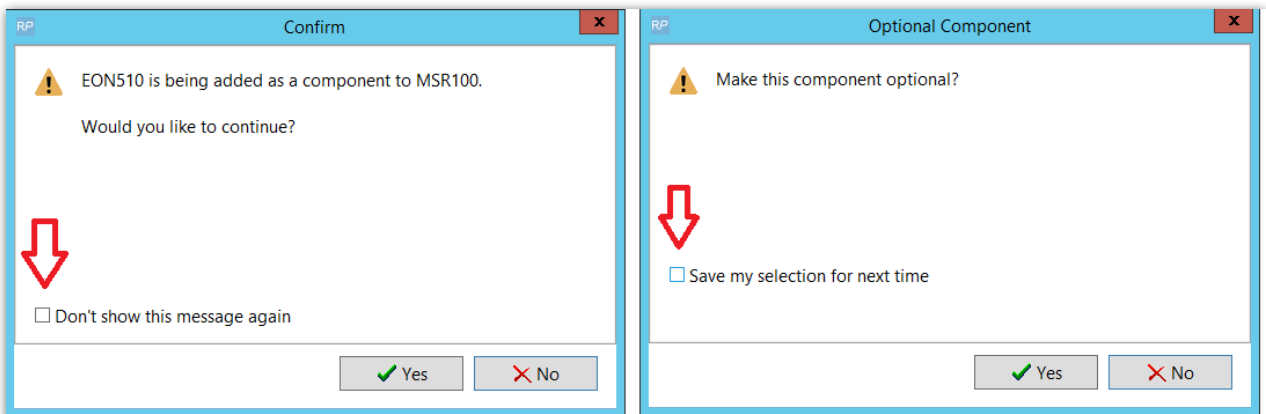 RP Confirm x
EON510 is being added as a component to MSR100.
Would you like to continue?
Don't show this message again
Yes No
RP Optional Component x
Make this component optional?
Save my selection for next time
Yes No